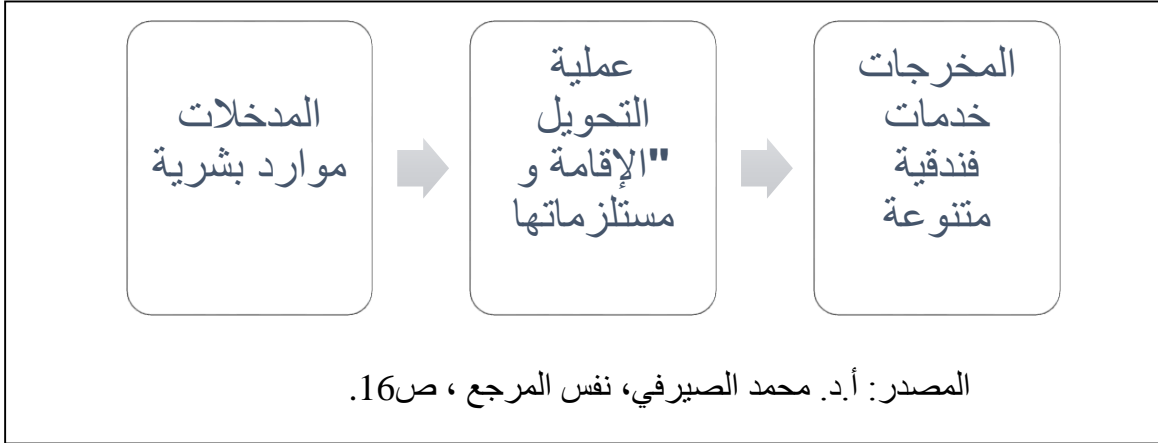 المدخلات
موارد بشرية
عملية
التحويل
"الإقامة و
مستلزماتها
المخرجات
خدمات
فندقية
متنوعة
المصدر: أ.د. محمد الصيرفي، نفس المرجع ، ص16.